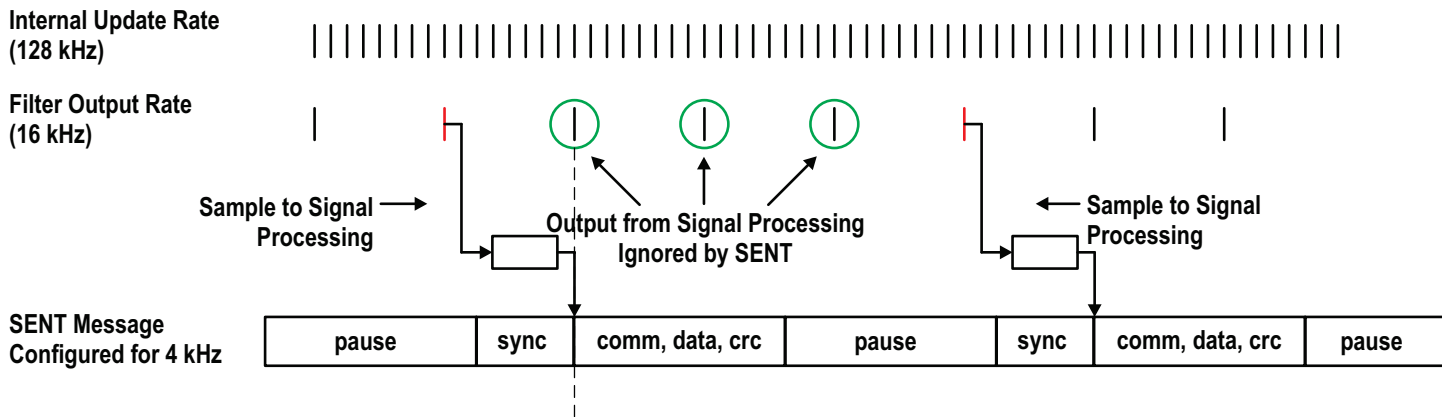 Internal Update Rate
(128 kHz)
Filter Output Rate
(16 kHz)
Sample to Signal
Processing
Output from Signal Processing
Ignored by SENT
Sample to Signal
Processing
SENT Message
Configured for 4 kHz
pause
sync
comm, data, crc
pause
sync
comm, data, crc
pause